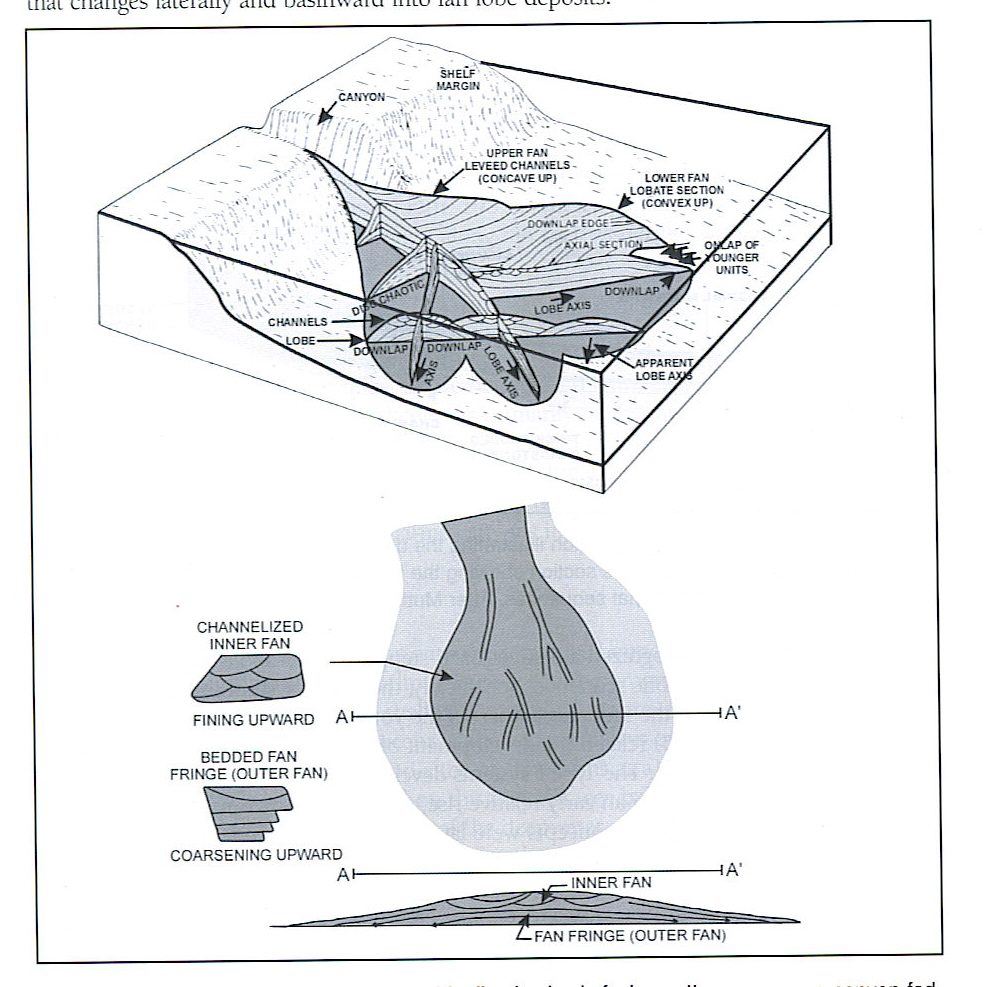 that changes laterally and basinward into fan lobe deposits.
SHELF
MARGIN
CANYON
UPPER FAN
LEVEED CHANNELS
(CONCAVE UP)
LOWER FAN
LOBATE SECTION
(CONVEX UP)
DOWNLAP EDGE
AXIAL SECTION
ONLAP OF
YOUNGER
UNITS
CHAOTIC
DOWNLAP
LOBE AXIS
CHANNELS
LOBE
DOWNLAP
DOWNLAP
AXIS
LOBE AXIS
APPARENT
LOBE AXIS
CHANNELIZED
INNER FAN
FINING UPWARD
A
A'
BEDDED FAN
FRINGE (OUTER FAN)
COARSENING UPWARD
A
A'
INNER FAN
FAN FRINGE (OUTER FAN)